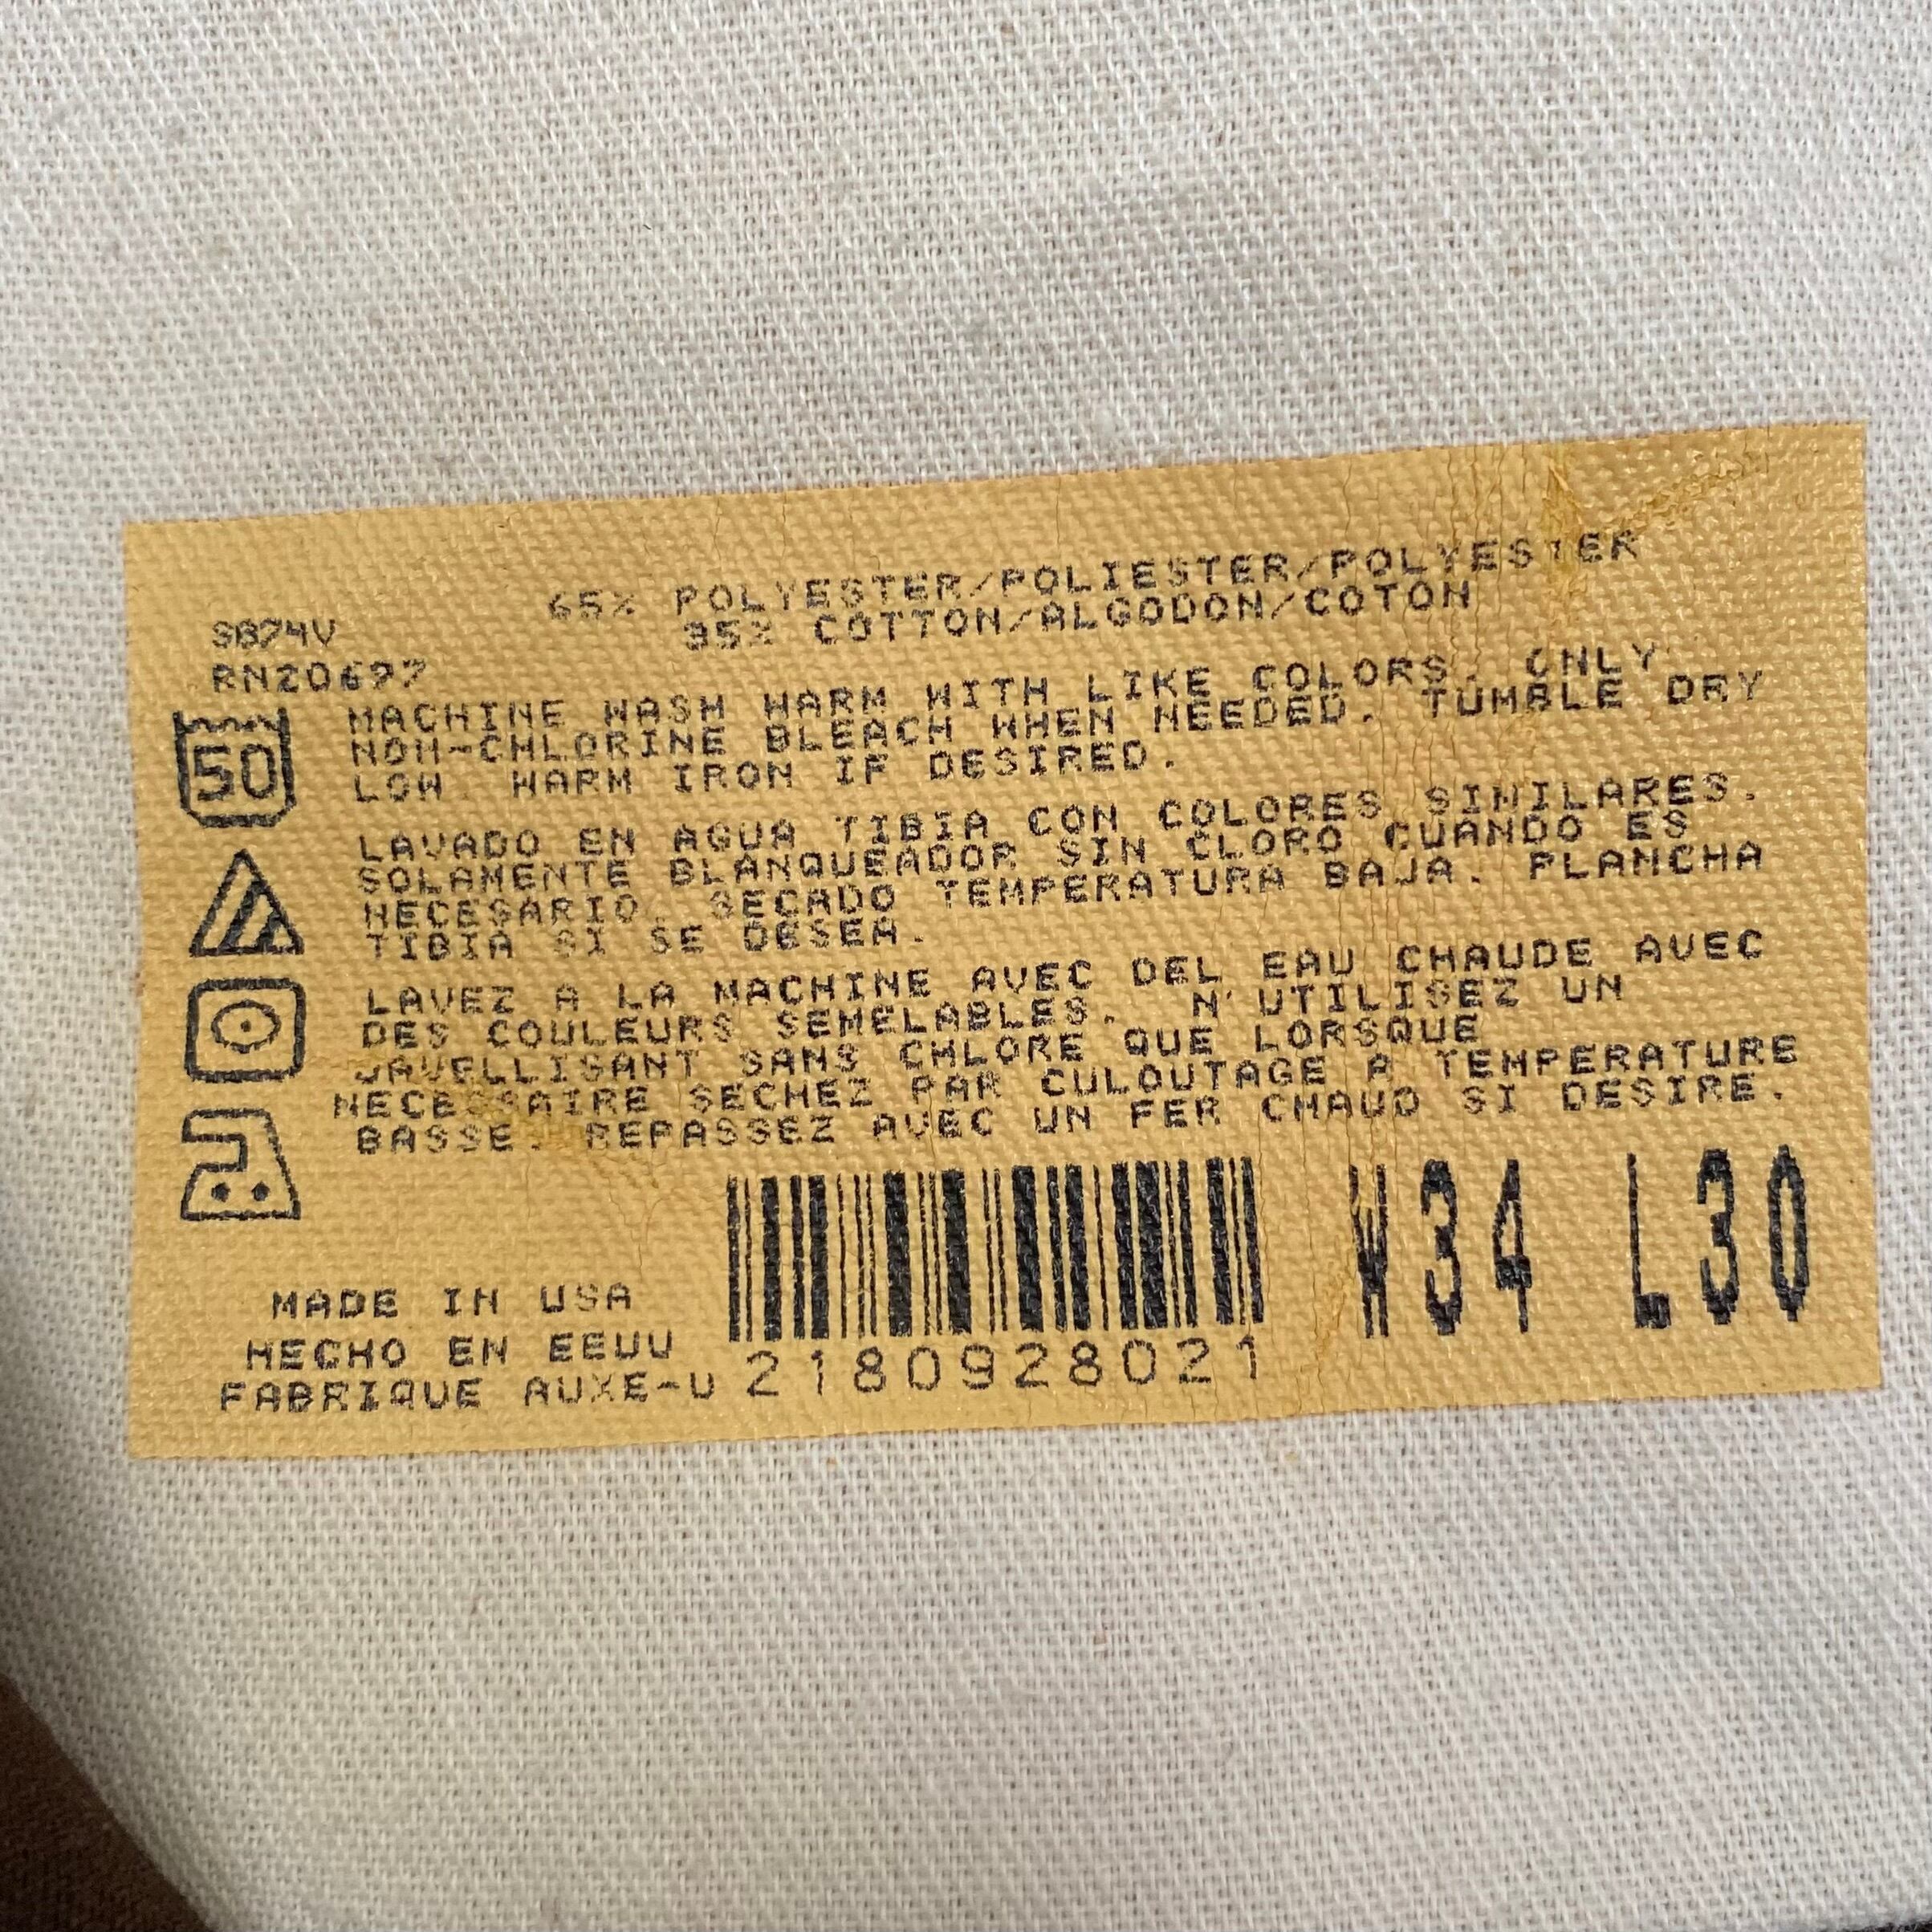 65% POLYESTER/POLIESTER/POLYESTER
35% COTTON/ALGODON/COTON
S874V
RN20697
MACHINE WASH WARM WITH LIKE COLORS. ONLY
NON-CHLORINE BLEACH WHEN NEEDED. TUMBLE DRY
LOW. WARM IRON IF DESIRED.
LAVADO EN AGUA TIBIA CON COLORES SIMILARES.
SOLAMENTE BLANQUEADOR SIN CLORO CUANDO ES
NECESARIO. SECADO TEMPERATURA BAJA. PLANCHA
TIBIA SI SE DESEA.
LAVEZ A LA MACHINE AVEC DEL EAU CHAUDE AVEC
DES COULEURS SEMELABLES. N'UTILISEZ UN
JAVELLISANT SANS CHLORE QUE LORSQUE
NECESSAIRE SECHEZ PAR CULOUTAGE A TEMPERATURE
BASSE. REPASSEZ AVEC UN FER CHAUD SI DESIRE.
50
MADE IN USA
HECHO EN EEUU
FABRIQUE AUXE-U
2180928021
W34 L30